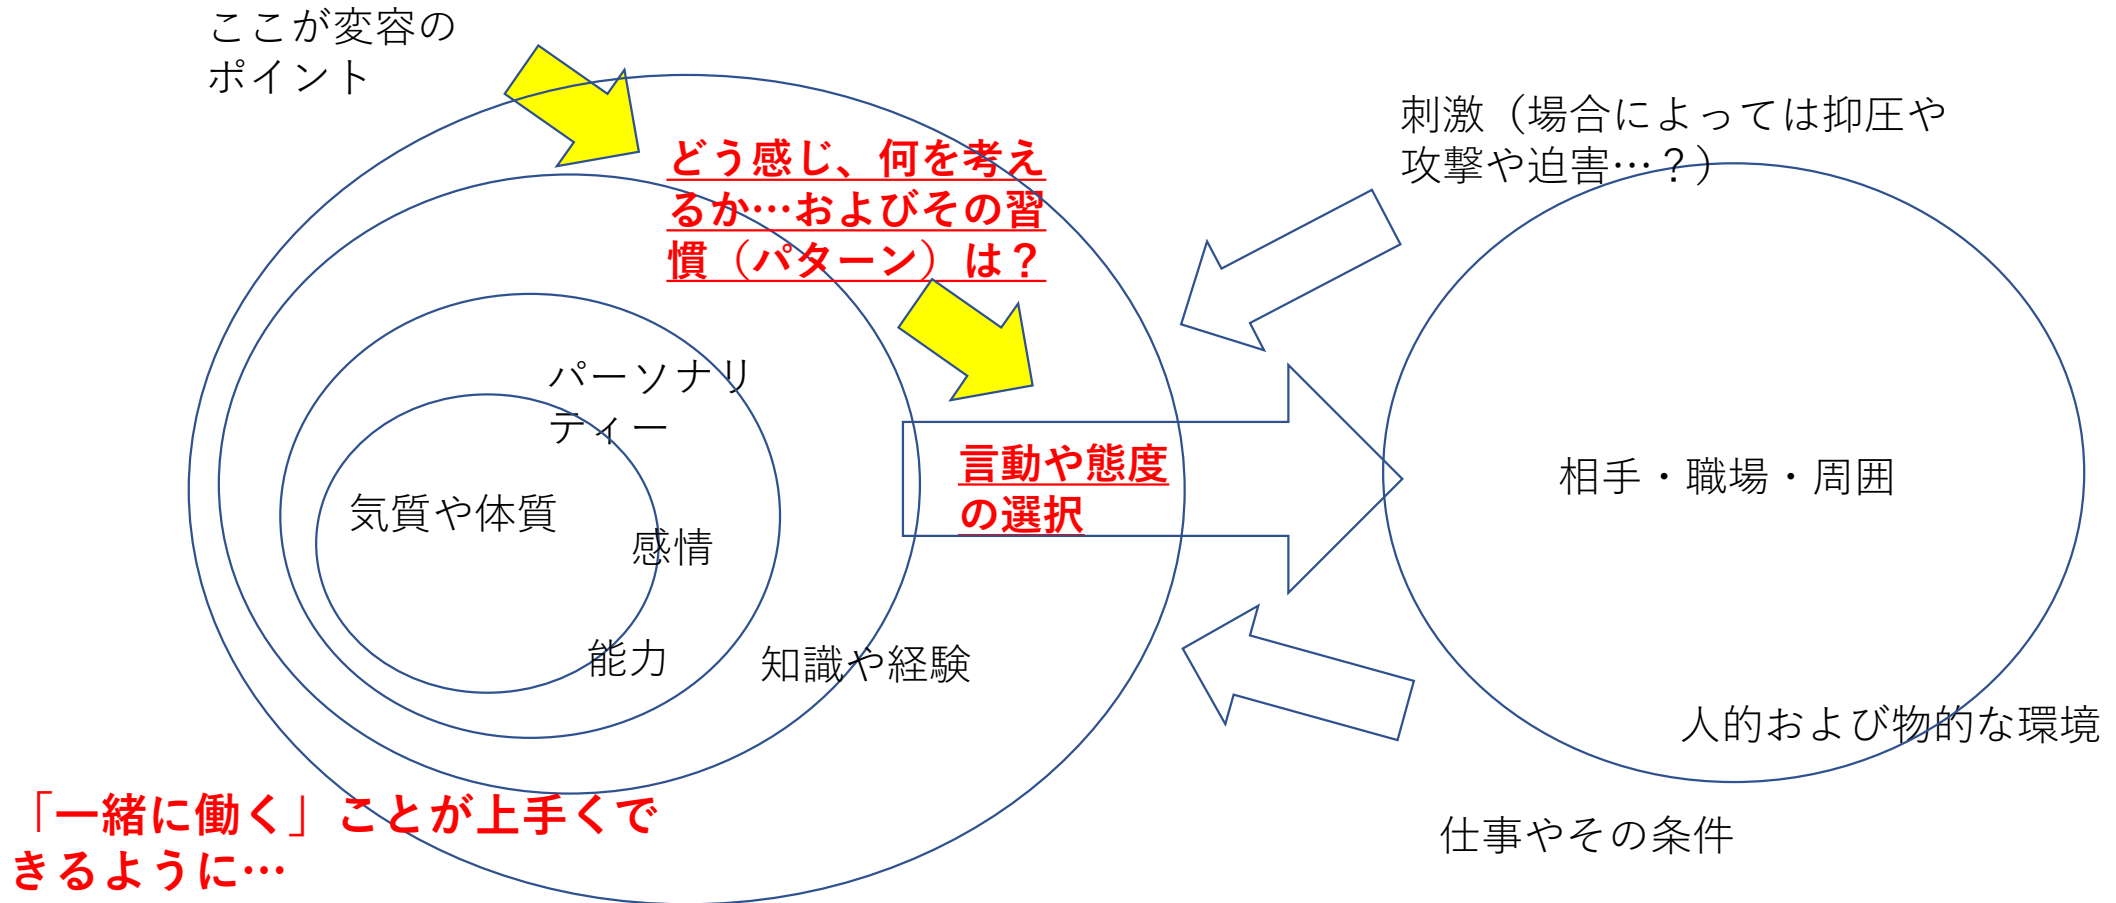 ここが変容の
ポイント
刺激（場合によっては抑圧や
攻撃や迫害…？）
どう感じ、何を考え
るか…およびその習
慣（パターン）は？
パーソナリ
ティー
気質や体質
感情
能力
知識や経験
言動や態度
の選択
相手・職場・周囲
人的および物的な環境
仕事やその条件
「一緒に働く」ことが上手くで
きるように…